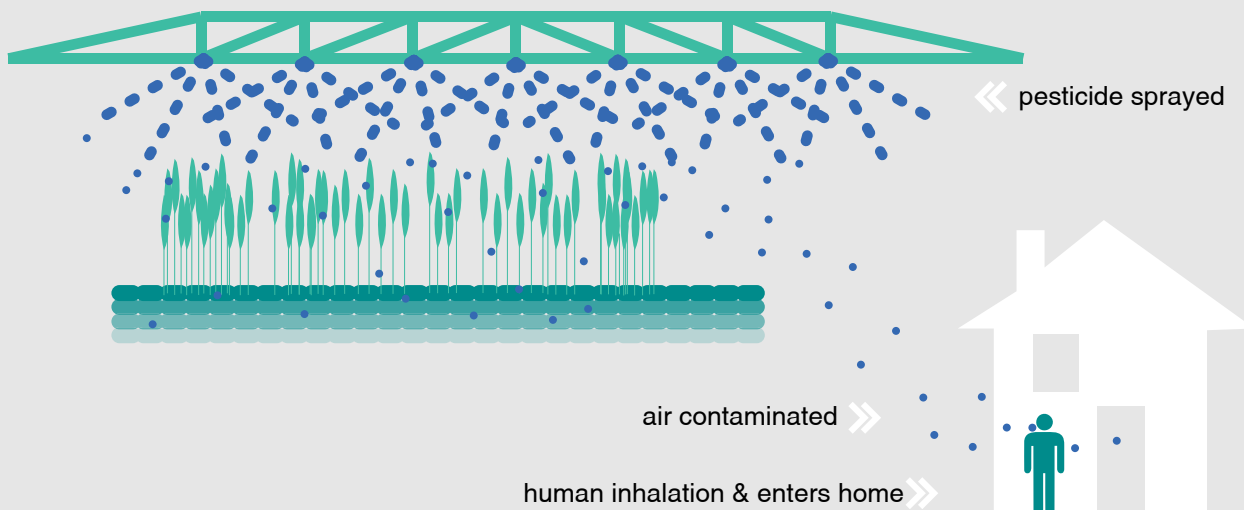 pesticide sprayed
air contaminated
human inhalation & enters home